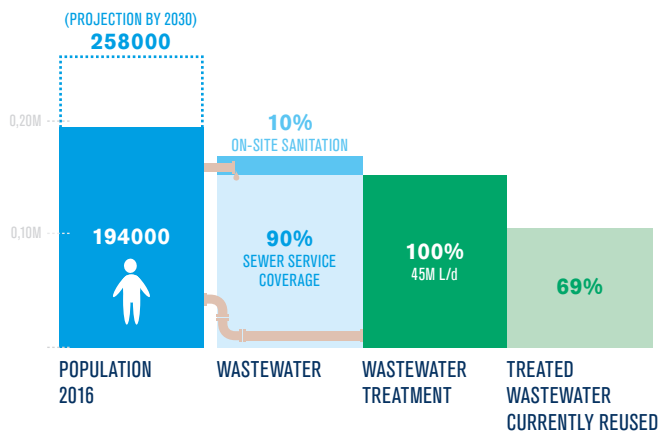 (PROJECTION BY 2030)
258000
0,20M
10%
ON-SITE SANITATION
0,10M
194000
90%
SEWER SERVICE
COVERAGE
100%
45M L/d
69%
POPULATION
2016
WASTEWATER
WASTEWATER
TREATMENT
TREATED
WASTEWATER
CURRENTLY REUSED